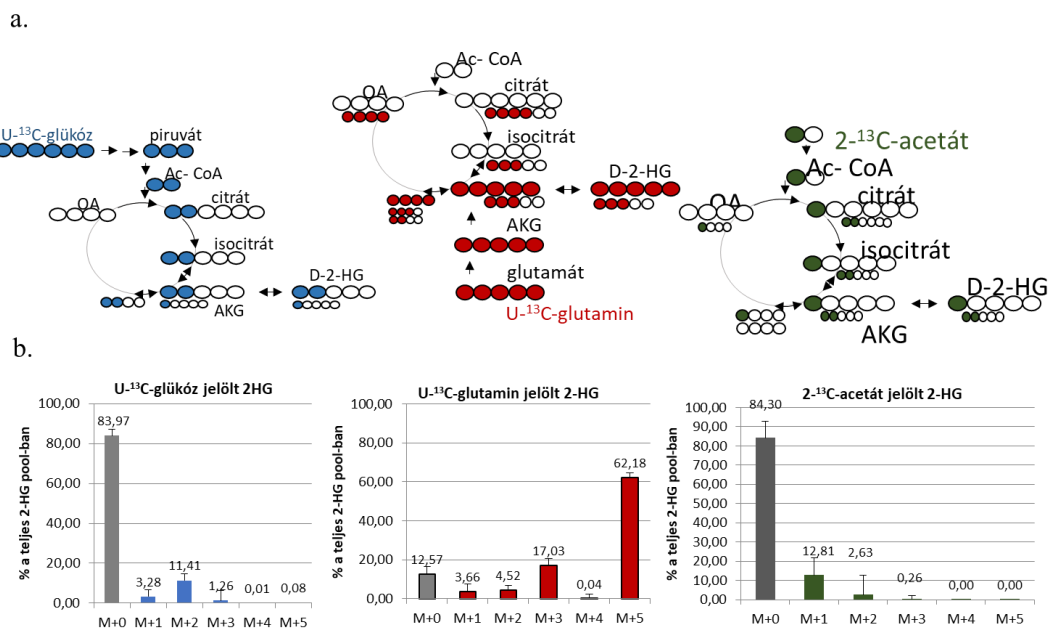 a.
U-¹³C-glükóz
piruvát
Ac- CoA
OA
citrát
isocitrát
D-2-HG
AKG
Ac- CoA
OA
citrát
isocitrát
D-2-HG
AKG
glutamát
U-¹³C-glutamin
2-¹³C-acetát
Ac- CoA
OA
citrát
isocitrát
D-2-HG
AKG
b.
U-¹³C-glükóz jelölt 2HG
% a teljes 2-HG pool-ban
100,00
80,00
60,00
40,00
20,00
0,00
83,97
3,28
11,41
1,26
0,01
0,08
M+0 M+1 M+2 M+3 M+4 M+5
U-¹³C-glutamin jelölt 2-HG
% a teljes 2-HG pool-ban
100,00
80,00
60,00
40,00
20,00
0,00
12,57
3,66
4,52
17,03
0,04
62,18
M+0 M+1 M+2 M+3 M+4 M+5
2-¹³C-acetát jelölt 2-HG
% a teljes 2-HG pool-ban
100,00
90,00
80,00
70,00
60,00
50,00
40,00
30,00
20,00
10,00
0,00
84,30
12,81
2,63
0,26
0,00
0,00
M+0 M+1 M+2 M+3 M+4 M+5